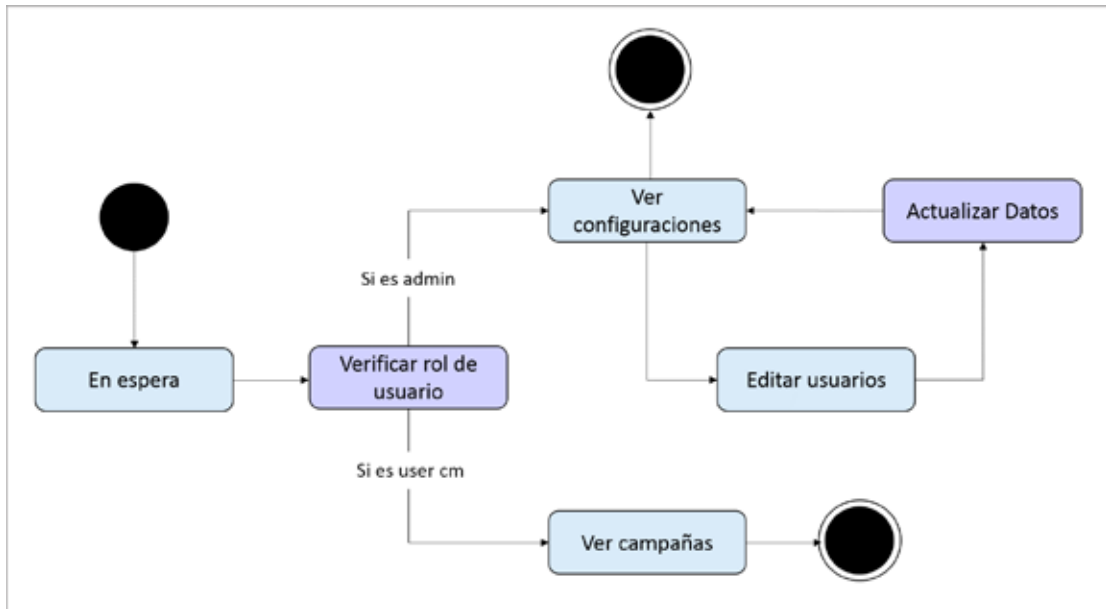 Ver
configuraciones
Actualizar Datos
Si es admin
En espera
Verificar rol de
usuario
Editar usuarios
Si es user cm
Ver campañas